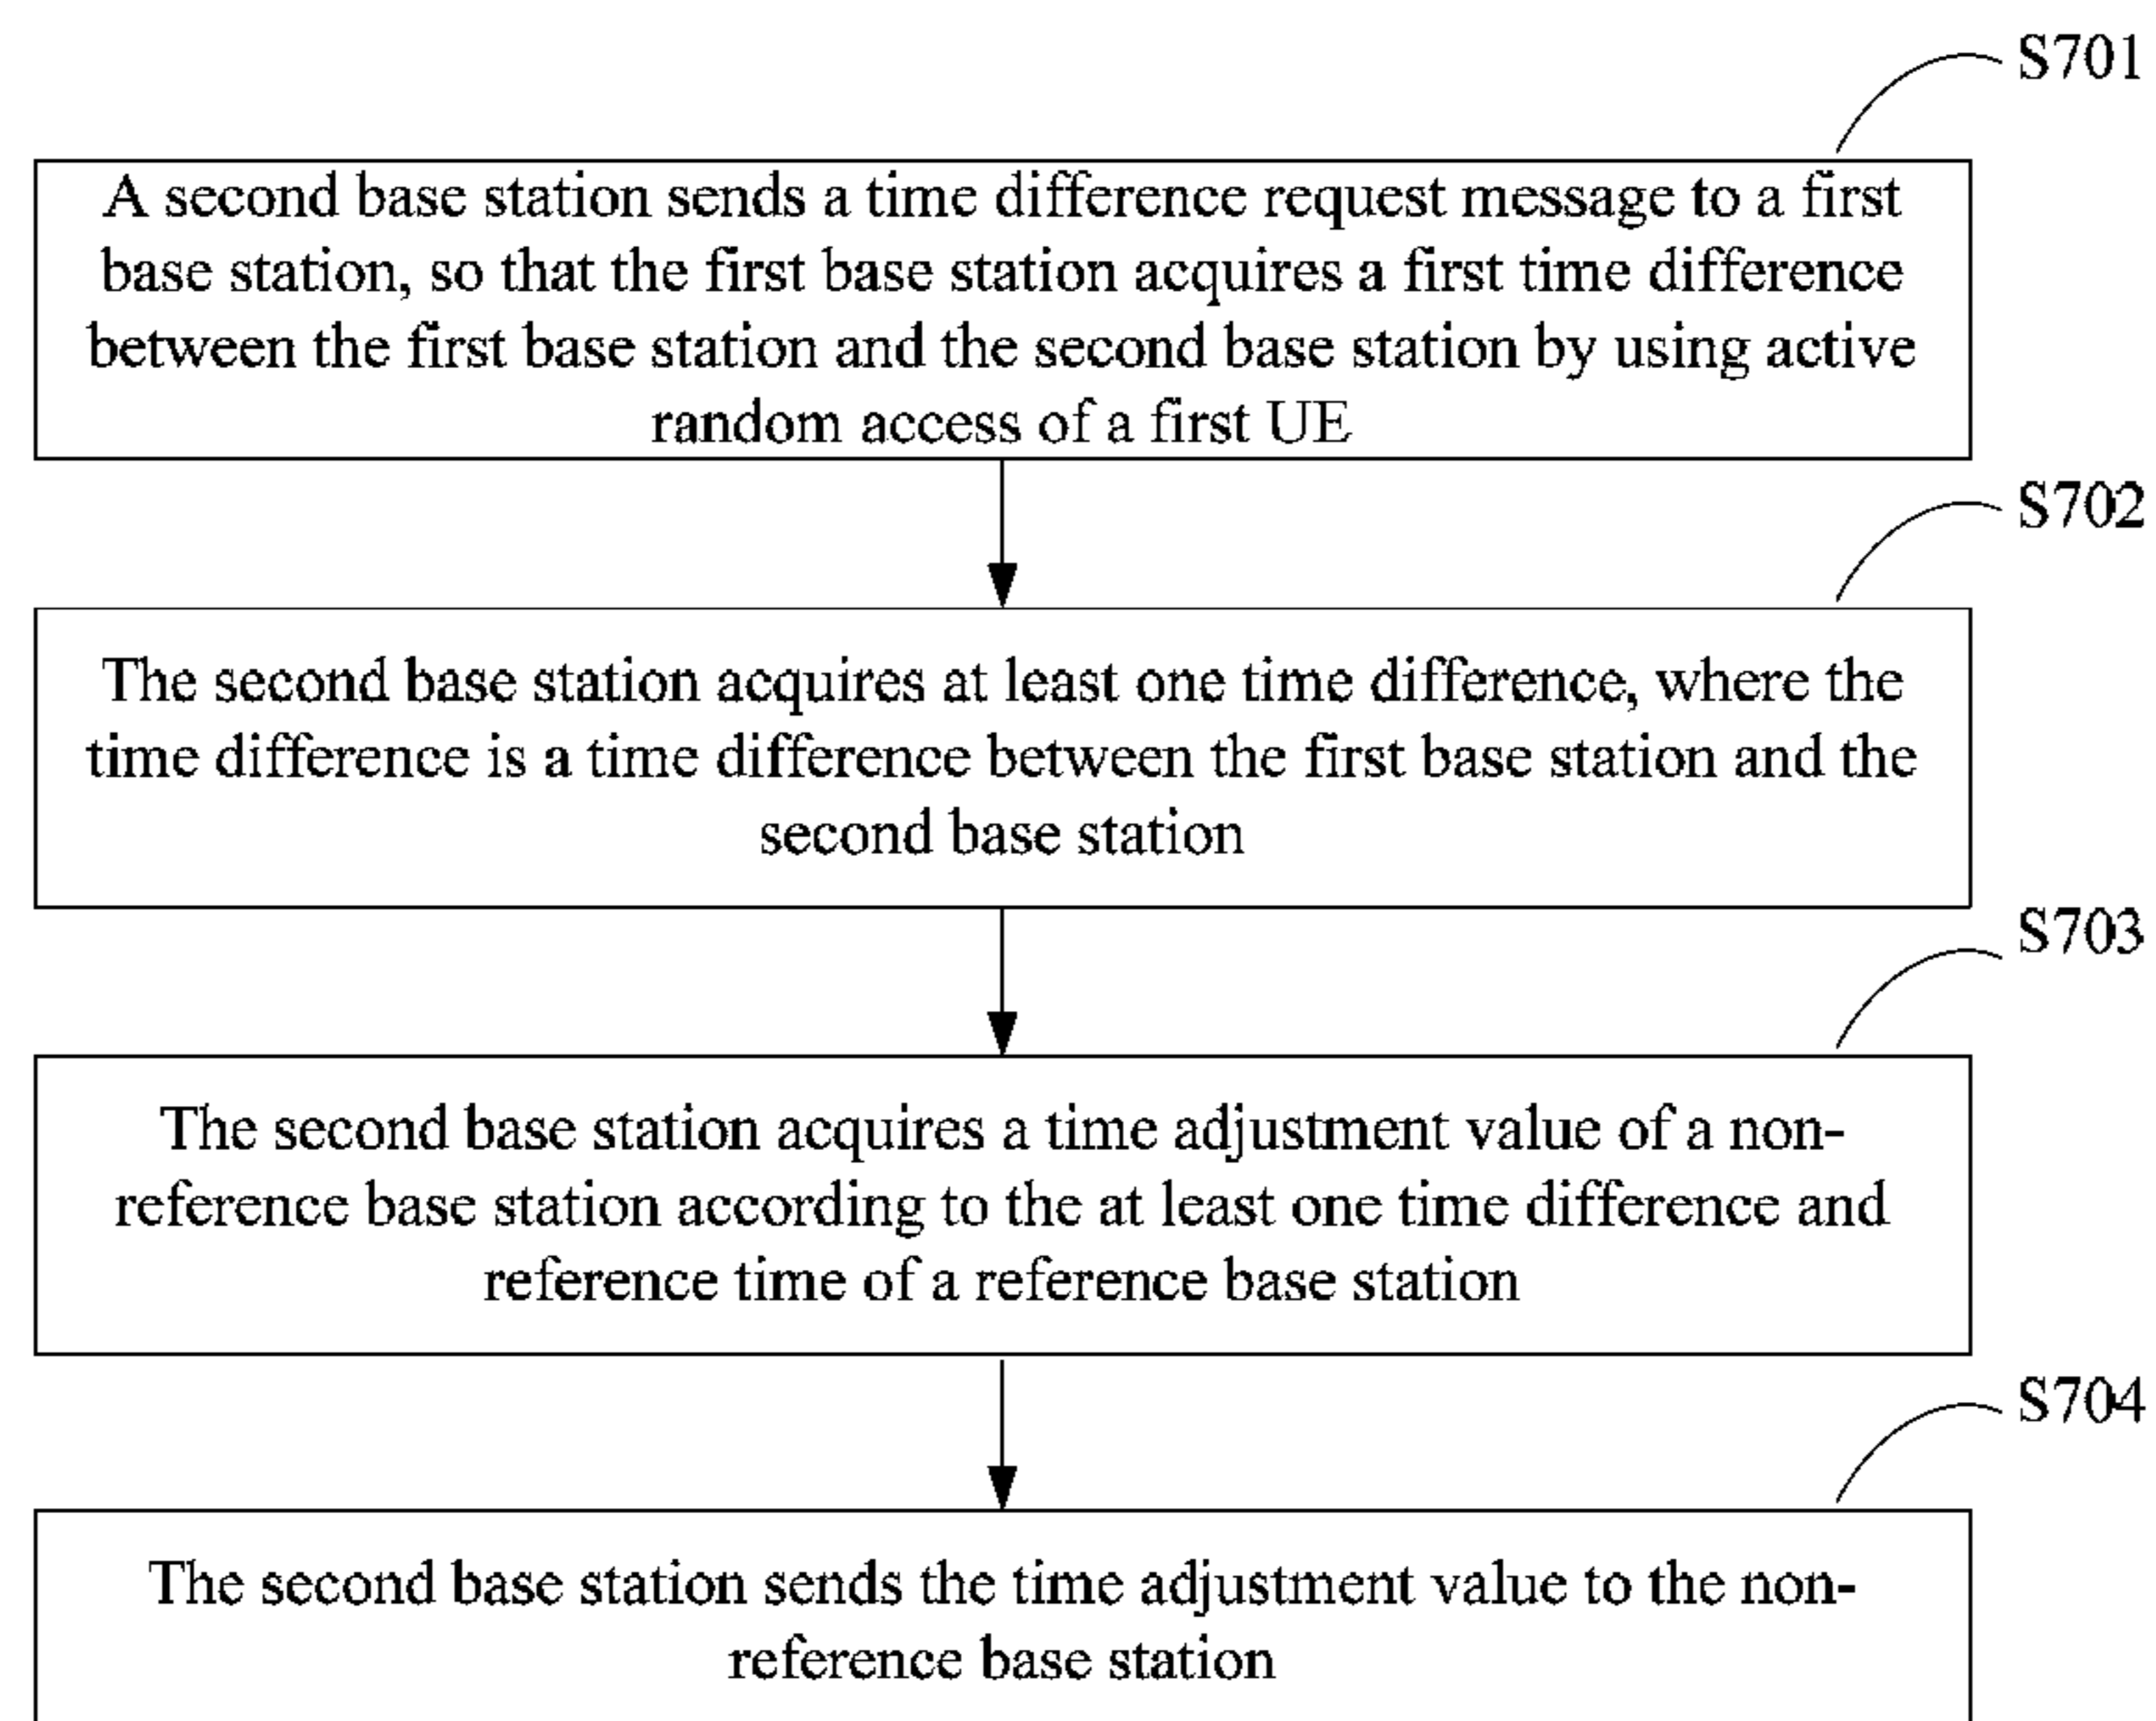 S701
A second base station sends a time difference request message to a first
base station, so that the first base station acquires a first time difference
between the first base station and the second base station by using active
random access of a first UE
S702
The second base station acquires at least one time difference, where the
time difference is a time difference between the first base station and the
second base station
S703
The second base station acquires a time adjustment value of a non-
reference base station according to the at least one time difference and
reference time of a reference base station
S704
The second base station sends the time adjustment value to the non-
reference base station